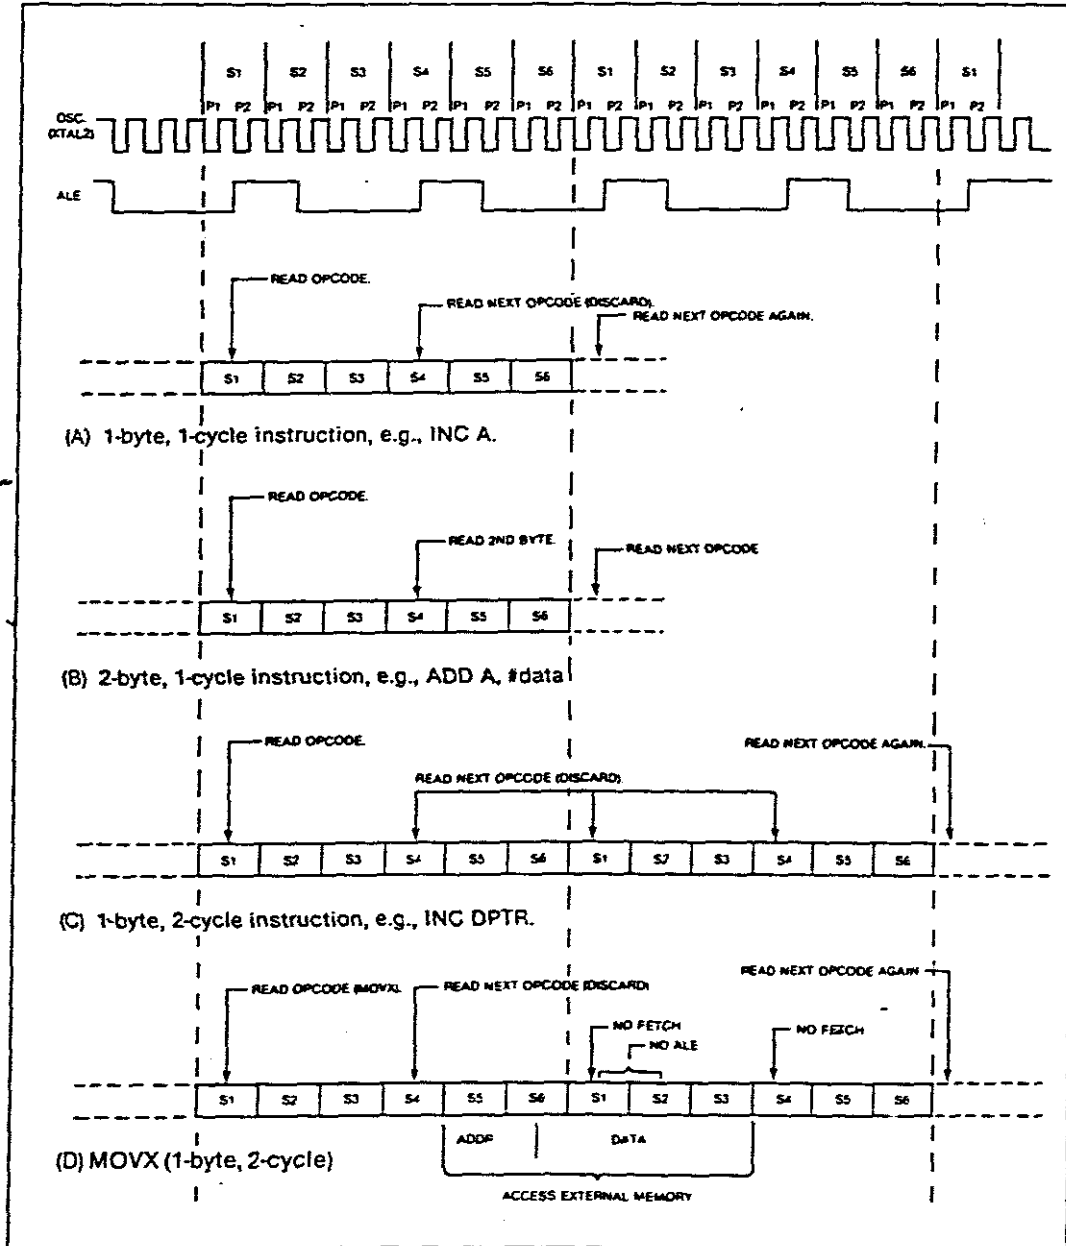 S1 S2 S3 S4 S5 S6 S1 S2 S3 S4 S5 S6 S1
P1 P2 P1 P2 P1 P2 P1 P2 P1 P2 P1 P2 P1 P2 P1 P2 P1 P2 P1 P2 P1 P2 P1 P2 P1 P2
OSC.
(XTAL2)
ALE
READ OPCODE.
READ NEXT OPCODE (DISCARD).
READ NEXT OPCODE AGAIN.
S1 S2 S3 S4 S5 S6
(A) 1-byte, 1-cycle instruction, e.g., INC A.
READ OPCODE.
READ 2ND BYTE.
READ NEXT OPCODE
S1 S2 S3 S4 S5 S6
(B) 2-byte, 1-cycle instruction, e.g., ADD A, #data
READ OPCODE.
READ NEXT OPCODE AGAIN.
READ NEXT OPCODE (DISCARD).
S1 S2 S3 S4 S5 S6 S1 S2 S3 S4 S5 S6
(C) 1-byte, 2-cycle instruction, e.g., INC DPTR.
READ NEXT OPCODE AGAIN
READ OPCODE (MOVX).
READ NEXT OPCODE (DISCARD)
NO FETCH
NO FETCH
NO ALE
S1 S2 S3 S4 S5 S6 S1 S2 S3 S4 S5 S6
ADDR DATA
(D) MOVX (1-byte, 2-cycle)
ACCESS EXTERNAL MEMORY